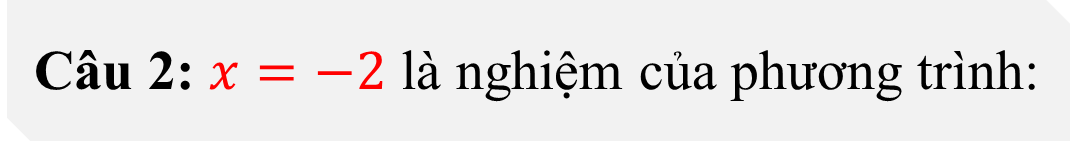 Câu 2: x = −2 là nghiệm của phương trình: